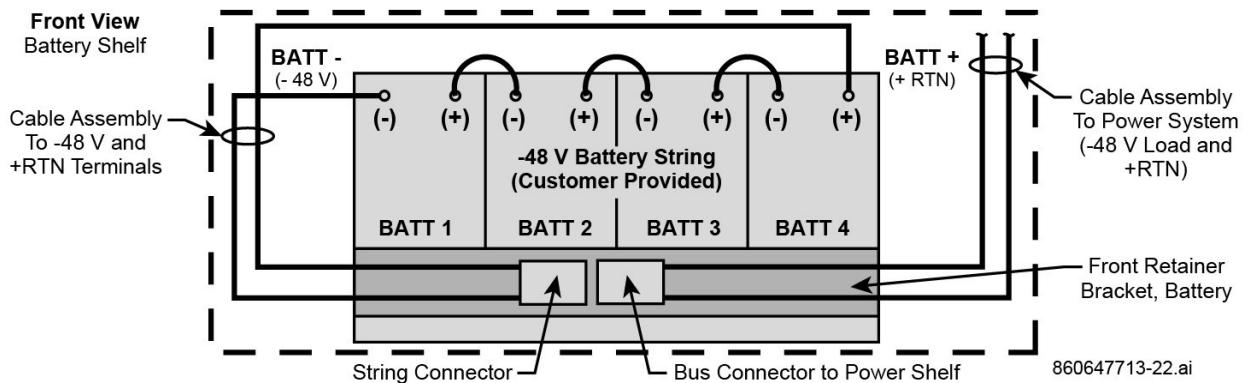 Front View
Battery Shelf
BATT -
(- 48 V)
BATT +
(+ RTN)
Cable Assembly
To -48 V and
+RTN Terminals
(-) (+) (-) (+) (-) (+) (-) (+)
-48 V Battery String
(Customer Provided)
BATT 1 BATT 2 BATT 3 BATT 4
Cable Assembly
To Power System
(-48 V Load and
+RTN)
Front Retainer
Bracket, Battery
String Connector
Bus Connector to Power Shelf
860647713-22.ai